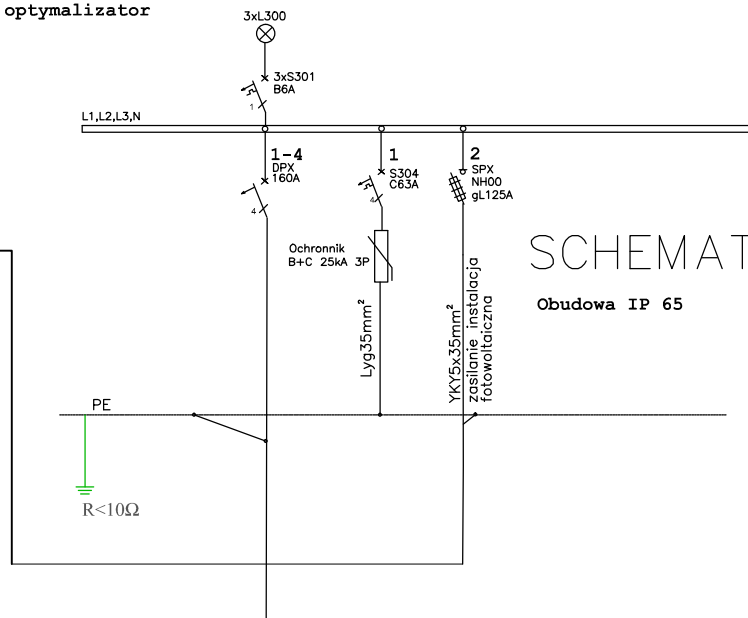 optymalizator
3xL300
3xS301
B6A
1
L1,L2,L3,N
1-4
DPX
160A
4
1
S304
C63A
4
2
SPX
NH00
gL125A
SCHEMAT
Ochronnik
B+C 25kA 3P
Obudowa IP 65
Lyg35mm²
YKY5x35mm²
zasilanie instalacja
fotowoltaiczna
PE
R<10Ω